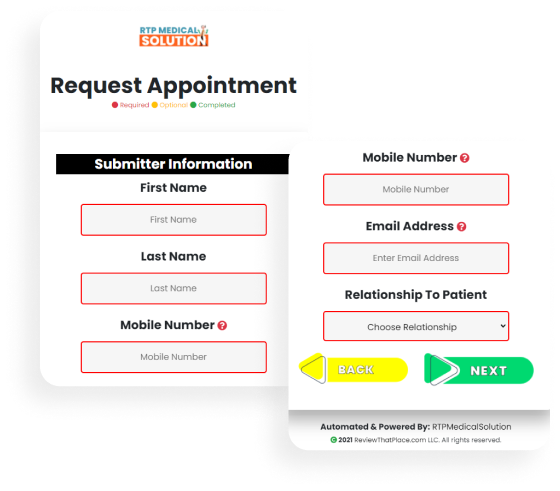 RTP MEDICAL
SOLUTION
Request Appointment
Required Optional Completed
Submitter Information
First Name
First Name
Last Name
Last Name
Mobile Number ?
Mobile Number
Mobile Number ?
Mobile Number
Email Address ?
Enter Email Address
Relationship To Patient
Choose Relationship
BACK
NEXT
Automated & Powered By: RTPMedicalSolution
© 2021 ReviewThatPlace.com LLC. All rights reserved.